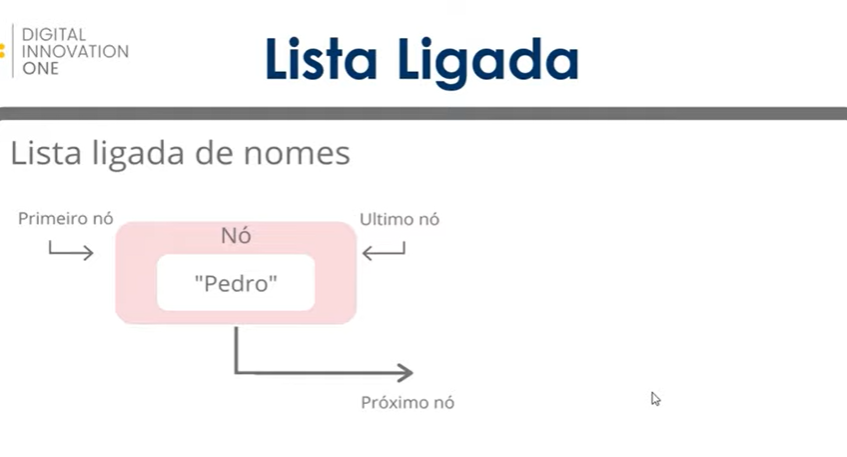 DIGITAL
INNOVATION
ONE
Lista Ligada
Lista ligada de nomes
Primeiro nó
Ultimo nó
Nó
"Pedro"
Próximo nó